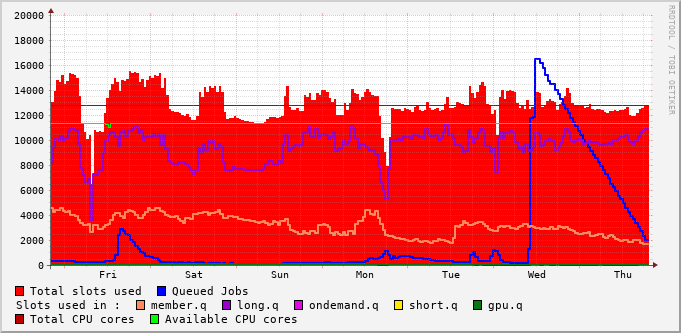 20000
18000
16000
14000
12000
10000
8000
6000
4000
2000
0
Fri Sat Sun Mon Tue Wed Thu
RRDTOOL / TOBI OETIKER
Total slots used Queued Jobs
Slots used in : member.q long.q ondemand.q short.q gpu.q
Total CPU cores Available CPU cores